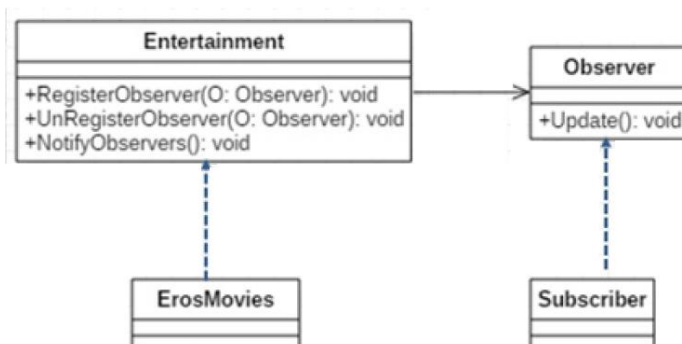 Entertainment
+RegisterObserver(O: Observer): void
+UnRegisterObserver(O: Observer): void
+NotifyObservers(): void
Observer
+Update(): void
ErosMovies
Subscriber